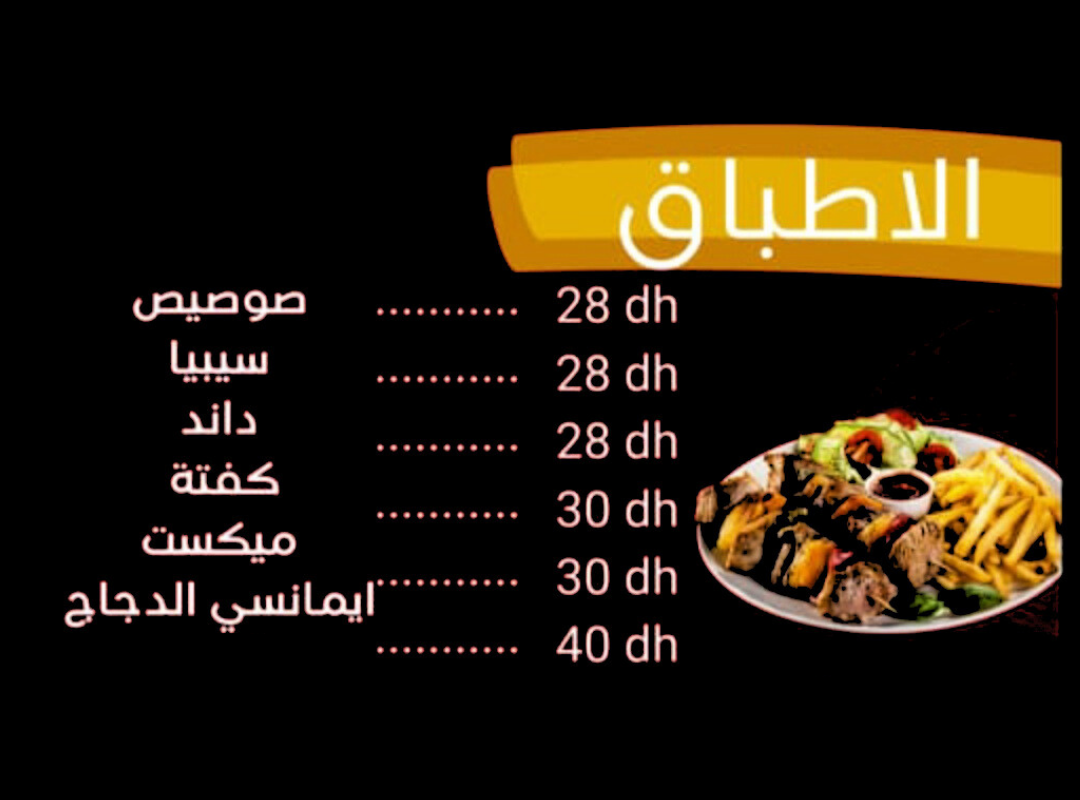 الاطباق
صوصيص ........... 28 dh
سيبيا ........... 28 dh
داند ........... 28 dh
كفتة ........... 30 dh
ميكست ........... 30 dh
ايمانسي الدجاج ........... 40 dh